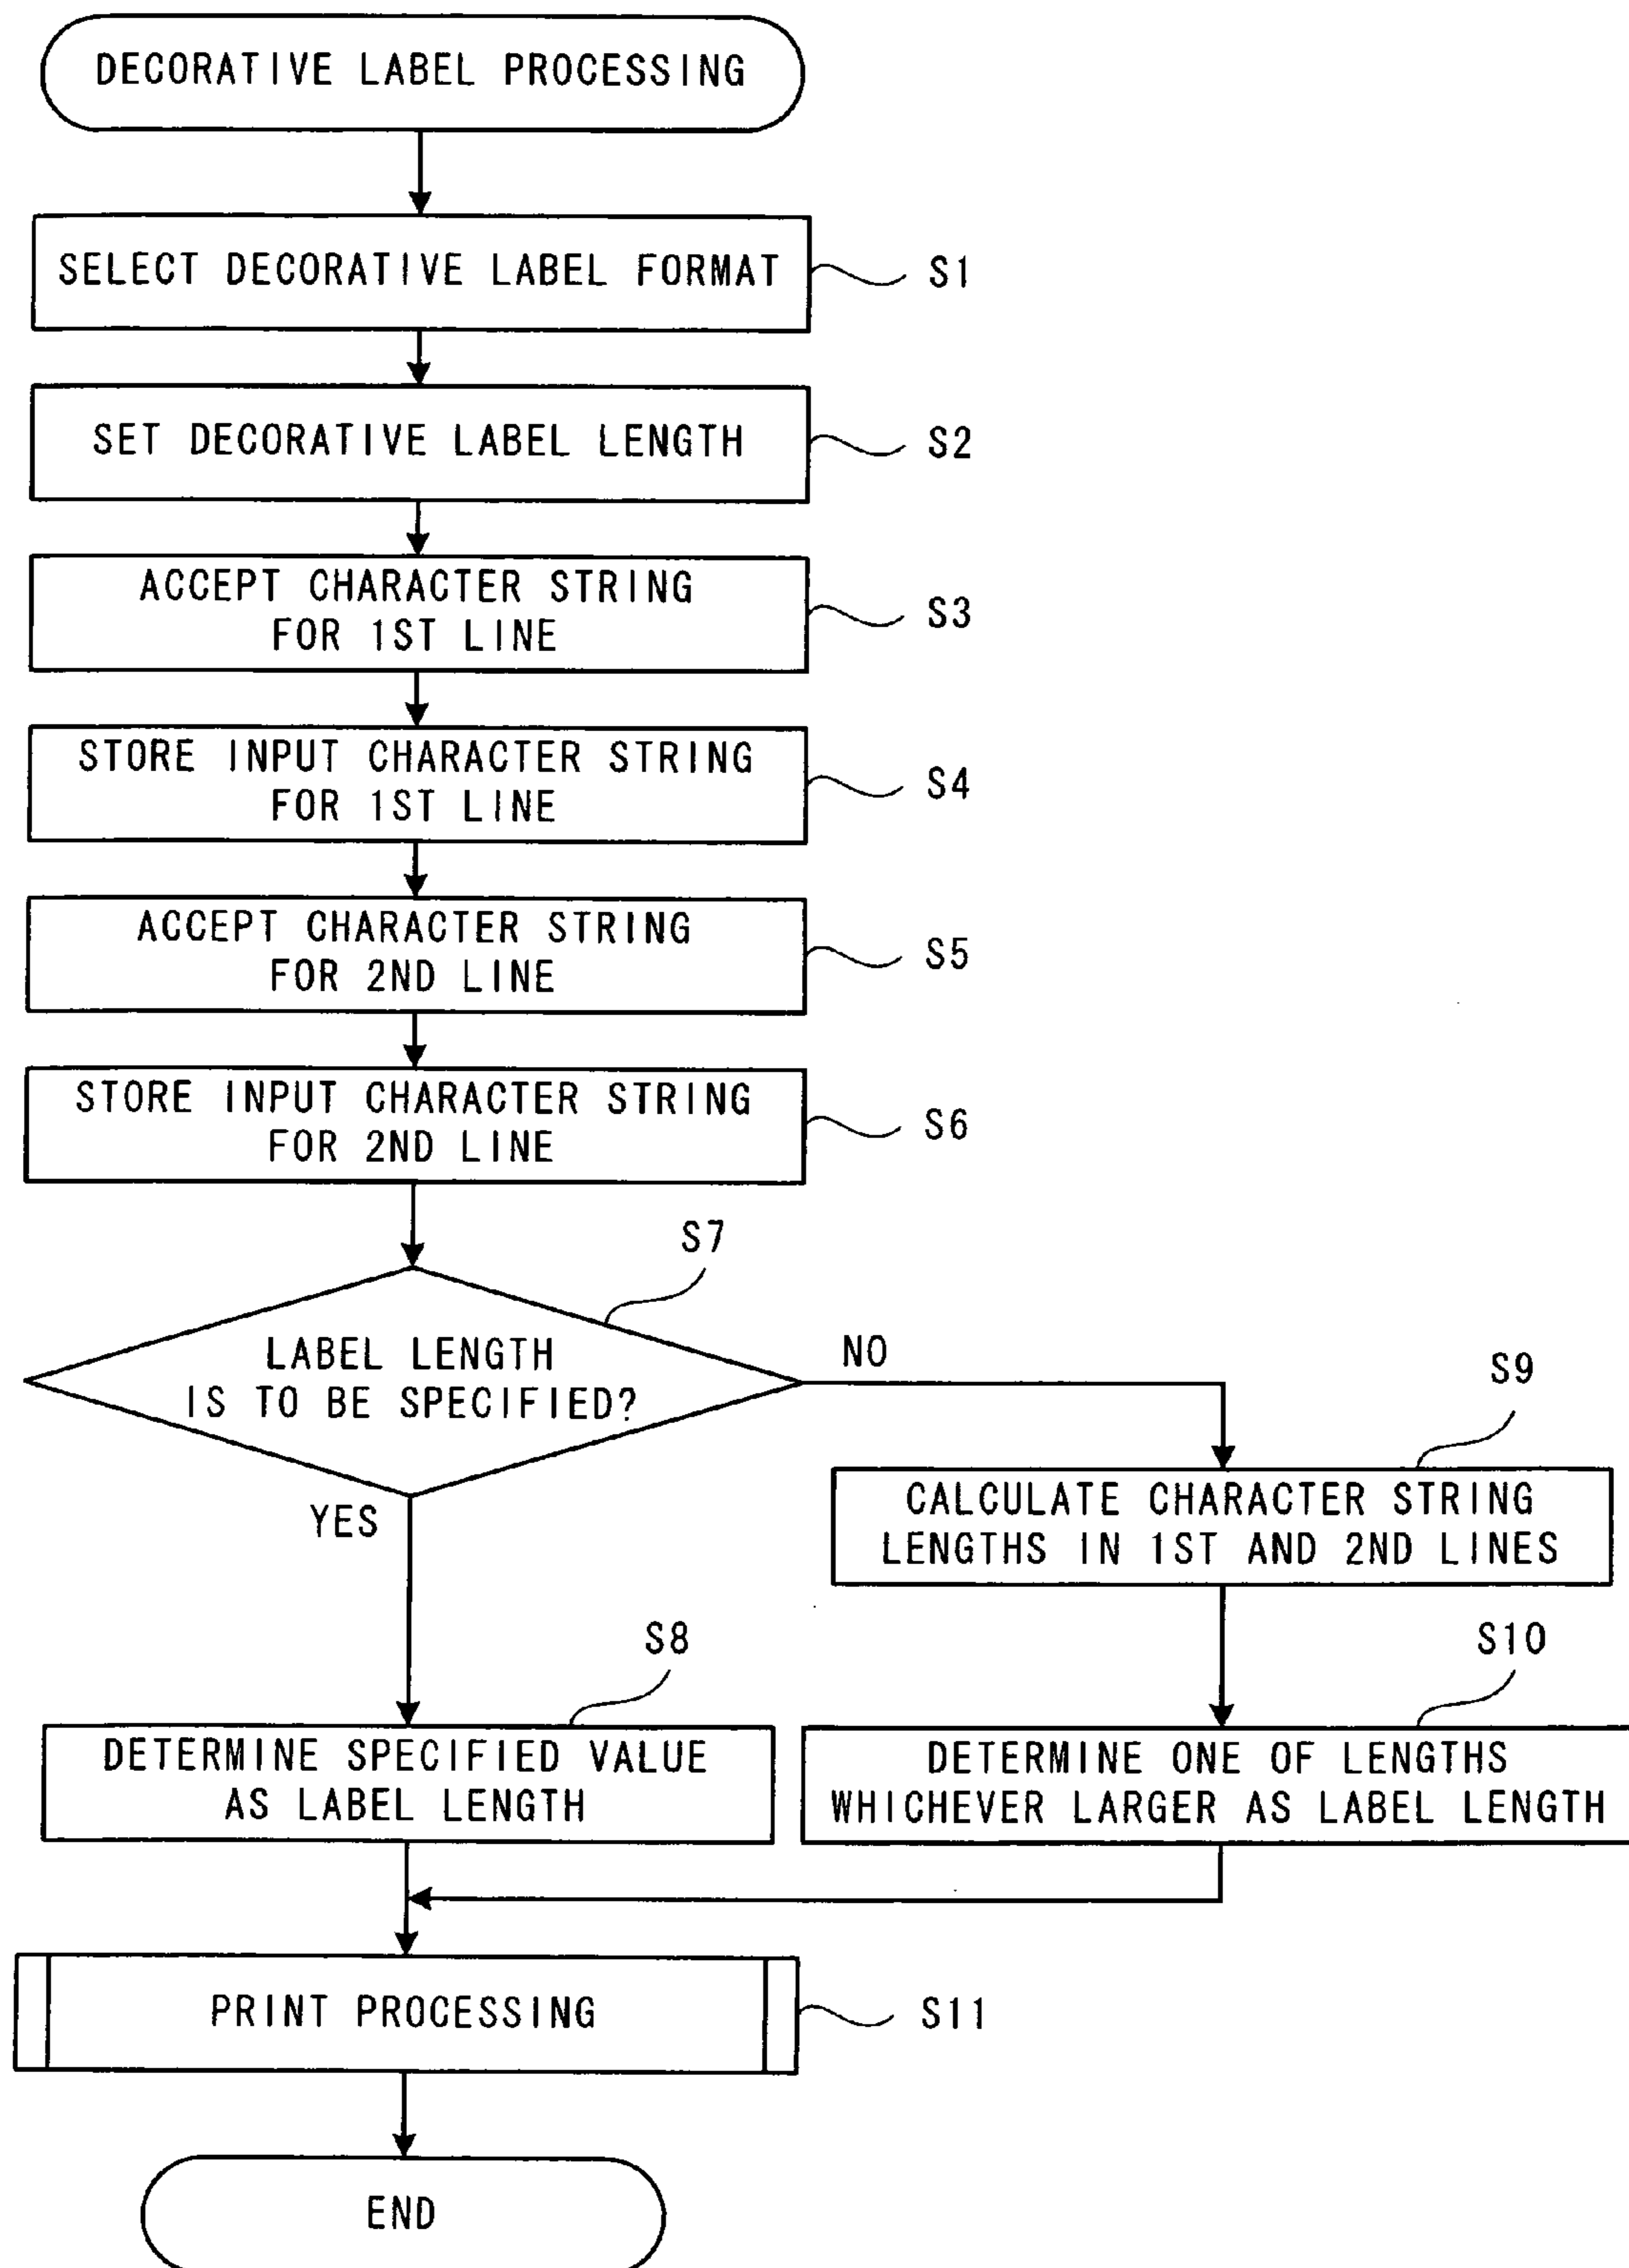 DECORATIVE LABEL PROCESSING
SELECT DECORATIVE LABEL FORMAT
S1
SET DECORATIVE LABEL LENGTH
S2
ACCEPT CHARACTER STRING
FOR 1ST LINE
S3
STORE INPUT CHARACTER STRING
FOR 1ST LINE
S4
ACCEPT CHARACTER STRING
FOR 2ND LINE
S5
STORE INPUT CHARACTER STRING
FOR 2ND LINE
S6
S7
LABEL LENGTH
IS TO BE SPECIFIED?
NO
YES
S9
CALCULATE CHARACTER STRING
LENGTHS IN 1ST AND 2ND LINES
S8
DETERMINE SPECIFIED VALUE
AS LABEL LENGTH
S10
DETERMINE ONE OF LENGTHS
WHICHEVER LARGER AS LABEL LENGTH
PRINT PROCESSING
S11
END